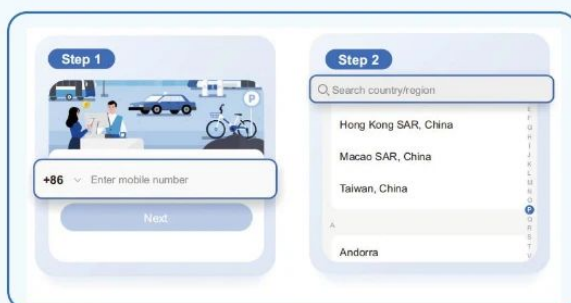 Step 1
P
+86 Enter mobile number
Next
Step 2
Search country/region
Hong Kong SAR, China
Macao SAR, China
Taiwan, China
A
Andorra
J
K
L
M
N
O
P
Q
R
S
T
V